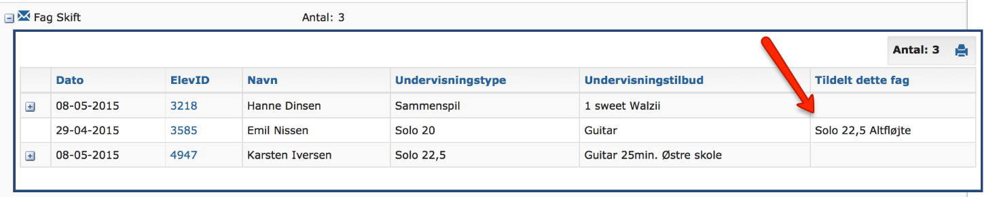 Fag Skift Antal: 3
Antal: 3
Dato ElevID Navn Undervisningstype Undervisningstilbud Tildelt dette fag
08-05-2015 3218 Hanne Dinsen Sammenspil 1 sweet Walzii
29-04-2015 3585 Emil Nissen Solo 20 Guitar Solo 22,5 Altfløjte
08-05-2015 4947 Karsten Iversen Solo 22,5 Guitar 25min. Østre skole